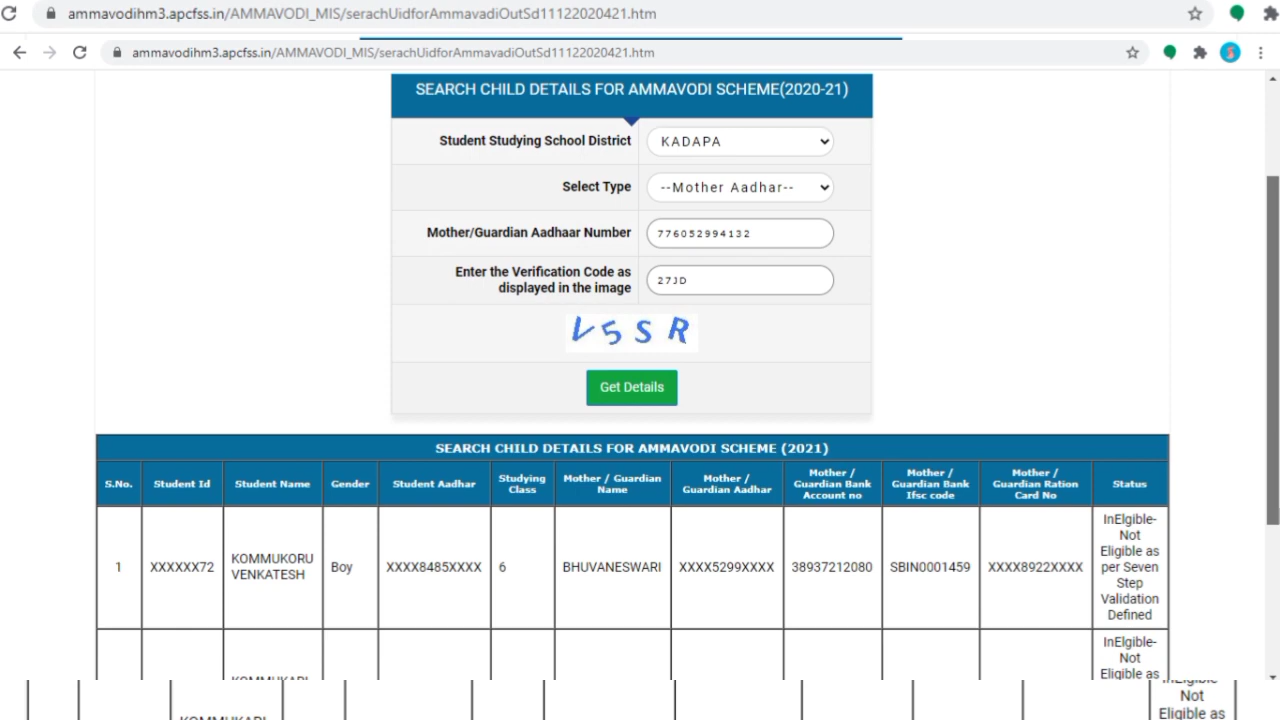 ammavodihm3.apcfss.in/AMMAVODI_MIS/serachUidforAmmavadiOutSd11122020421.htm
ammavodihm3.apcfss.in/AMMAVODI_MIS/serachUidforAmmavadiOutSd11122020421.htm
SEARCH CHILD DETAILS FOR AMMAVODI SCHEME(2020-21)
Student Studying School District KADAPA
Select Type --Mother Aadhar--
Mother/Guardian Aadhaar Number 776052994132
Enter the Verification Code as
displayed in the image 27JD
V5SR
Get Details
SEARCH CHILD DETAILS FOR AMMAVODI SCHEME (2021)
S.No. Student Id Student Name Gender Student Aadhar Studying Class Mother / Guardian Name Mother / Guardian Aadhar Mother / Guardian Bank Account no Mother / Guardian Bank Ifsc code Mother / Guardian Ration Card No Status
1 XXXXXX72 KOMMUKORU VENKATESH Boy XXXX8485XXXX 6 BHUVANESWARI XXXX5299XXXX 38937212080 SBIN0001459 XXXX8922XXXX InElgible-
Not
Eligible as
per Seven
Step
Validation
Defined
InElgible-
Not
Eligible as
Not
Eligible as